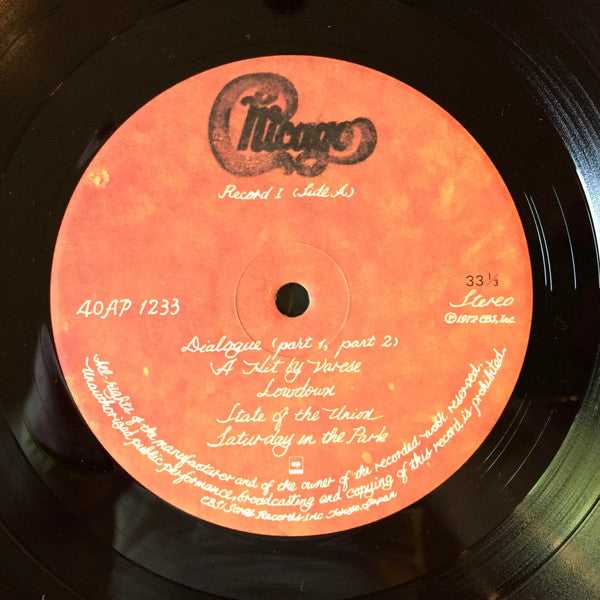 Chicago
Record I (Side A)
33⅓
40AP 1233
Stereo
Ⓟ1972 CBS, Inc.
Dialogue (part 1, part 2)
A Hit by Varese
Lowdown
State of the Union
Saturday in the Park
All rights of the manufacturer and of the owner of the recorded work reserved.
Unauthorized public performance, broadcasting and copying of this record is prohibited.
CBS/Sony Records Inc. Tokyo, Japan